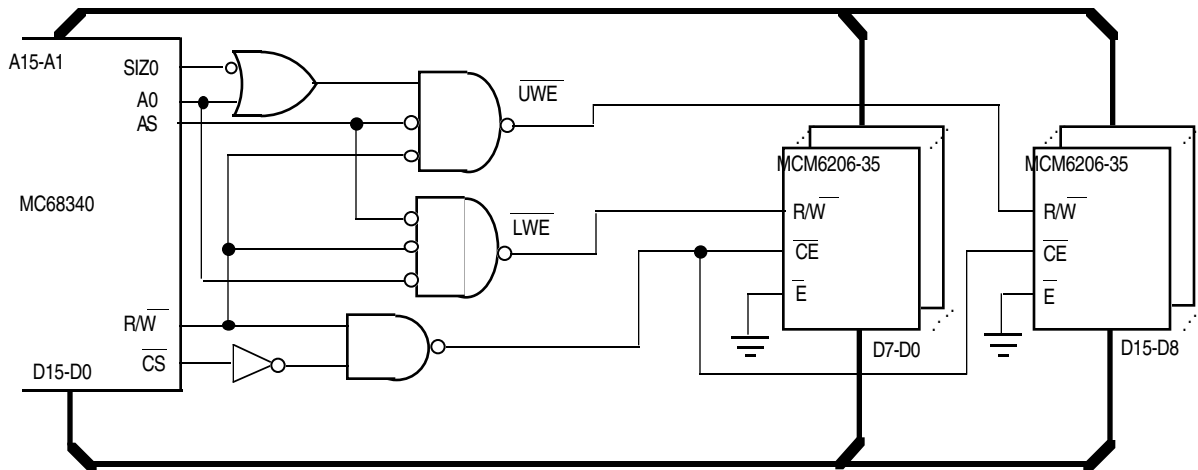 A15-A1
SIZ0
A0
AS
MC68340
R/W
CS
D15-D0
UWE
LWE
MCM6206-35
R/W
CE
E
D7-D0
MCM6206-35
R/W
CE
E
D15-D8